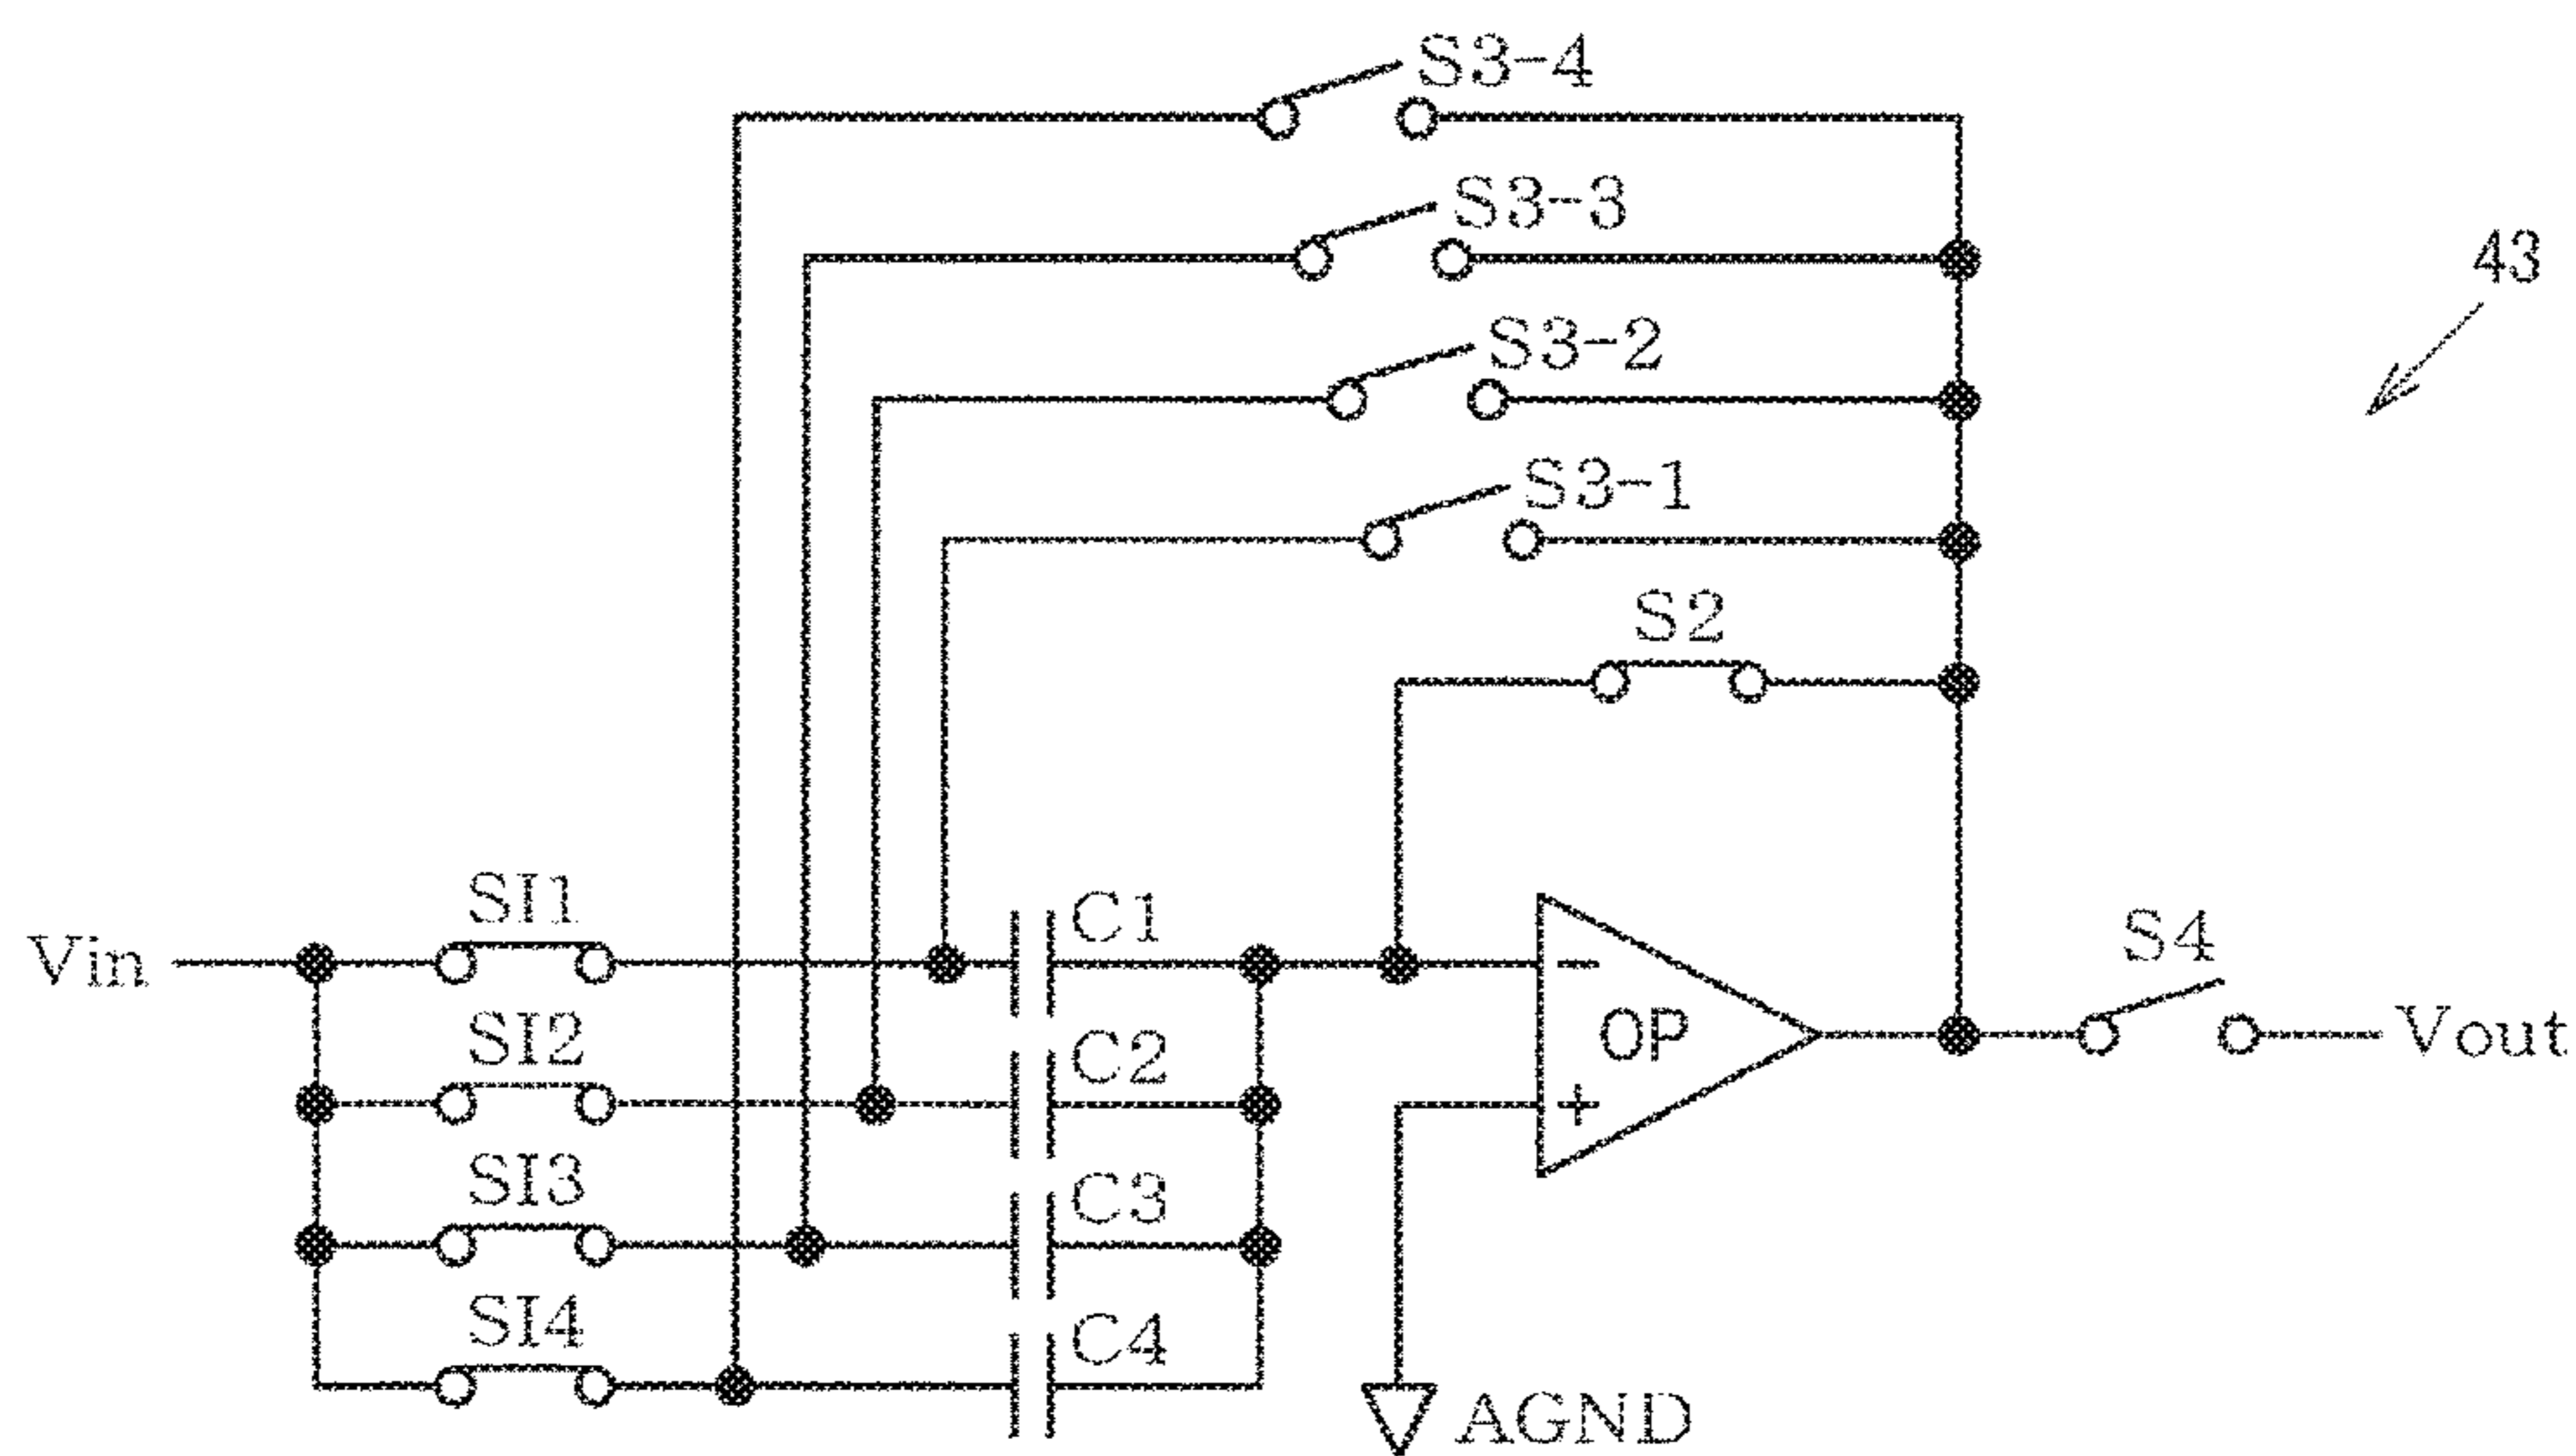 S3-4
S3-3
43
S3-2
S3-1
S2
SI1
C1
S4
Vin
−
SI2
C2
OP
Vout
+
SI3
C3
SI4
C4
AGND